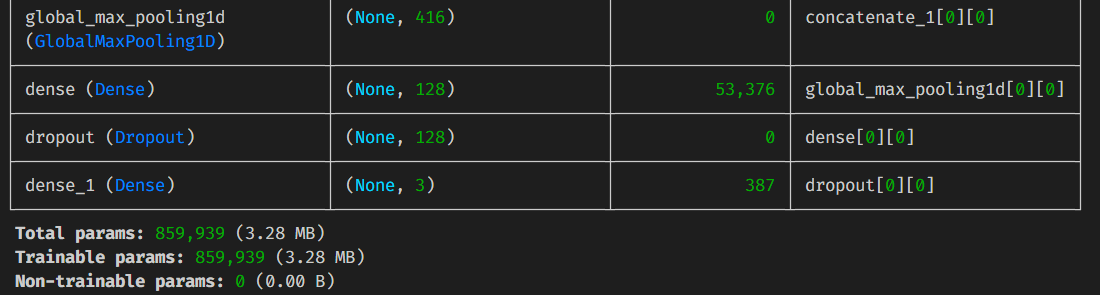 global_max_pooling1d (None, 416) 0 concatenate_1[0][0]
(GlobalMaxPooling1D)
dense (Dense) (None, 128) 53,376 global_max_pooling1d[0][0]
dropout (Dropout) (None, 128) 0 dense[0][0]
dense_1 (Dense) (None, 3) 387 dropout[0][0]
Total params: 859,939 (3.28 MB)
Trainable params: 859,939 (3.28 MB)
Non-trainable params: 0 (0.00 B)